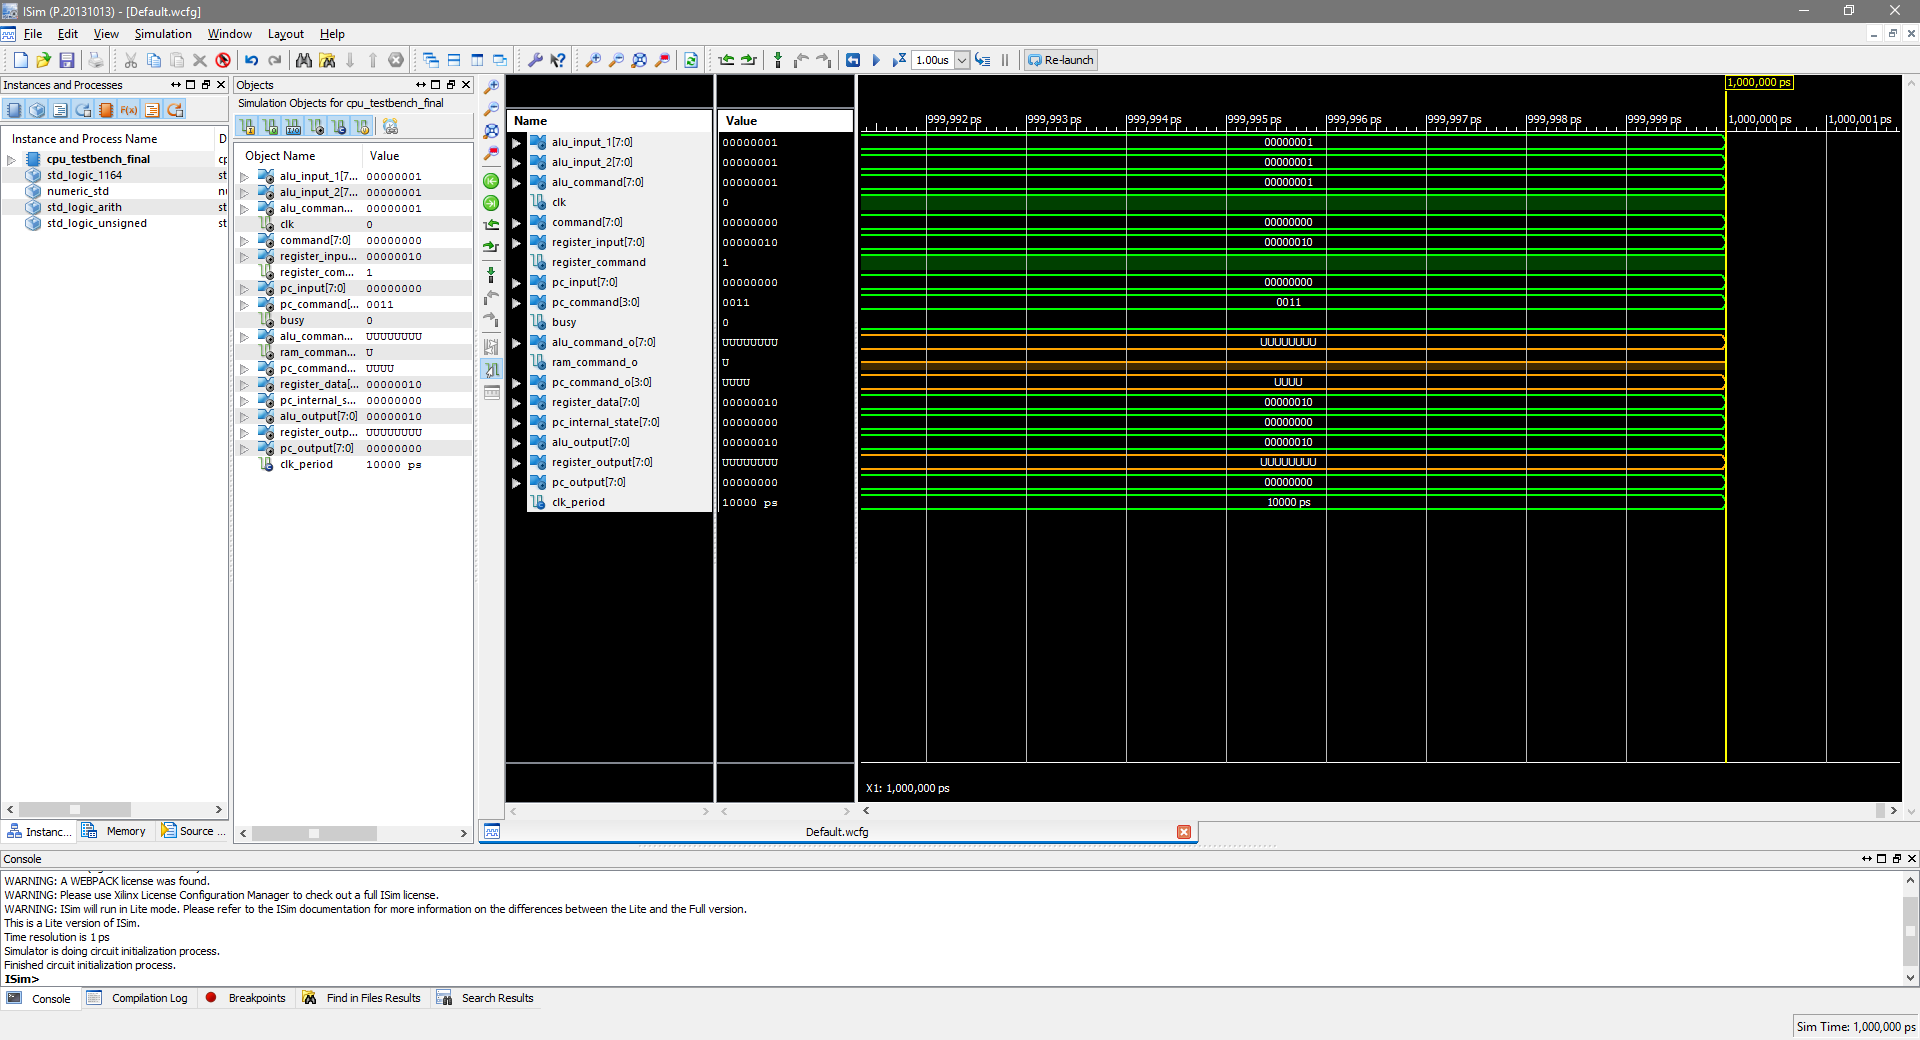 ISim (P.20131013) - [Default.wcfg]
File Edit View Simulation Window Layout Help
1.00us Re-launch
Instances and Processes
Instance and Process Name D
cpu_testbench_final cp
std_logic_1164 st
numeric_std nu
std_logic_arith st
std_logic_unsigned st
Instanc... Memory Source ...
Objects
Simulation Objects for cpu_testbench_final
Object Name Value
alu_input_1[7... 00000001
alu_input_2[7... 00000001
alu_comman... 00000001
clk 0
command[7:0] 00000000
register_inpu... 00000010
register_com... 1
pc_input[7:0] 00000000
pc_command[... 0011
busy 0
alu_comman... UUUUUUUU
ram_comman... U
pc_comman... UUUU
register_data[... 00000010
pc_internal_s... 00000000
alu_output[7:0] 00000010
register_outp... UUUUUUUU
pc_output[7:0] 00000000
clk_period 10000 ps
1,000,000 ps
999,992 ps 999,993 ps 999,994 ps 999,995 ps 999,996 ps 999,997 ps 999,998 ps 999,999 ps 1,000,000 ps 1,000,001 ps
Name Value
alu_input_1[7:0] 00000001 00000001
alu_input_2[7:0] 00000001 00000001
alu_command[7:0] 00000001 00000001
clk 0
command[7:0] 00000000 00000000
register_input[7:0] 00000010 00000010
register_command 1
pc_input[7:0] 00000000 00000000
pc_command[3:0] 0011 0011
busy 0
alu_command_o[7:0] UUUUUUUU UUUUUUUU
ram_command_o U
pc_command_o[3:0] UUUU UUUU
register_data[7:0] 00000010 00000010
pc_internal_state[7:0] 00000000 00000000
alu_output[7:0] 00000010 00000010
register_output[7:0] UUUUUUUU UUUUUUUU
pc_output[7:0] 00000000 00000000
clk_period 10000 ps 10000 ps
X1: 1,000,000 ps
Default.wcfg
Console
WARNING: A WEBPACK license was found.
WARNING: Please use Xilinx License Configuration Manager to check out a full ISim license.
WARNING: ISim will run in Lite mode. Please refer to the ISim documentation for more information on the differences between the Lite and the Full version.
This is a Lite version of ISim.
Time resolution is 1 ps
Simulator is doing circuit initialization process.
Finished circuit initialization process.
ISim>
Console Compilation Log Breakpoints Find in Files Results Search Results
Sim Time: 1,000,000 ps